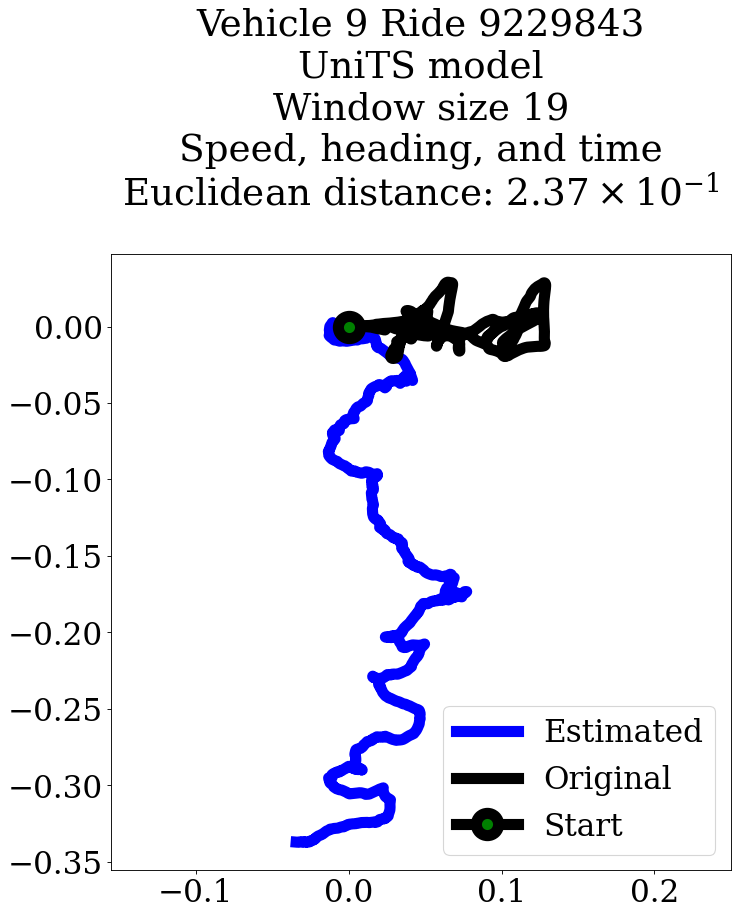 Vehicle 9 Ride 9229843
UniTS model
Window size 19
Speed, heading, and time
Euclidean distance: $2.37 \times 10^{-1}$
0.00
−0.05
−0.10
−0.15
−0.20
−0.25
−0.30
−0.35
Estimated
Original
Start
−0.1
0.0
0.1
0.2